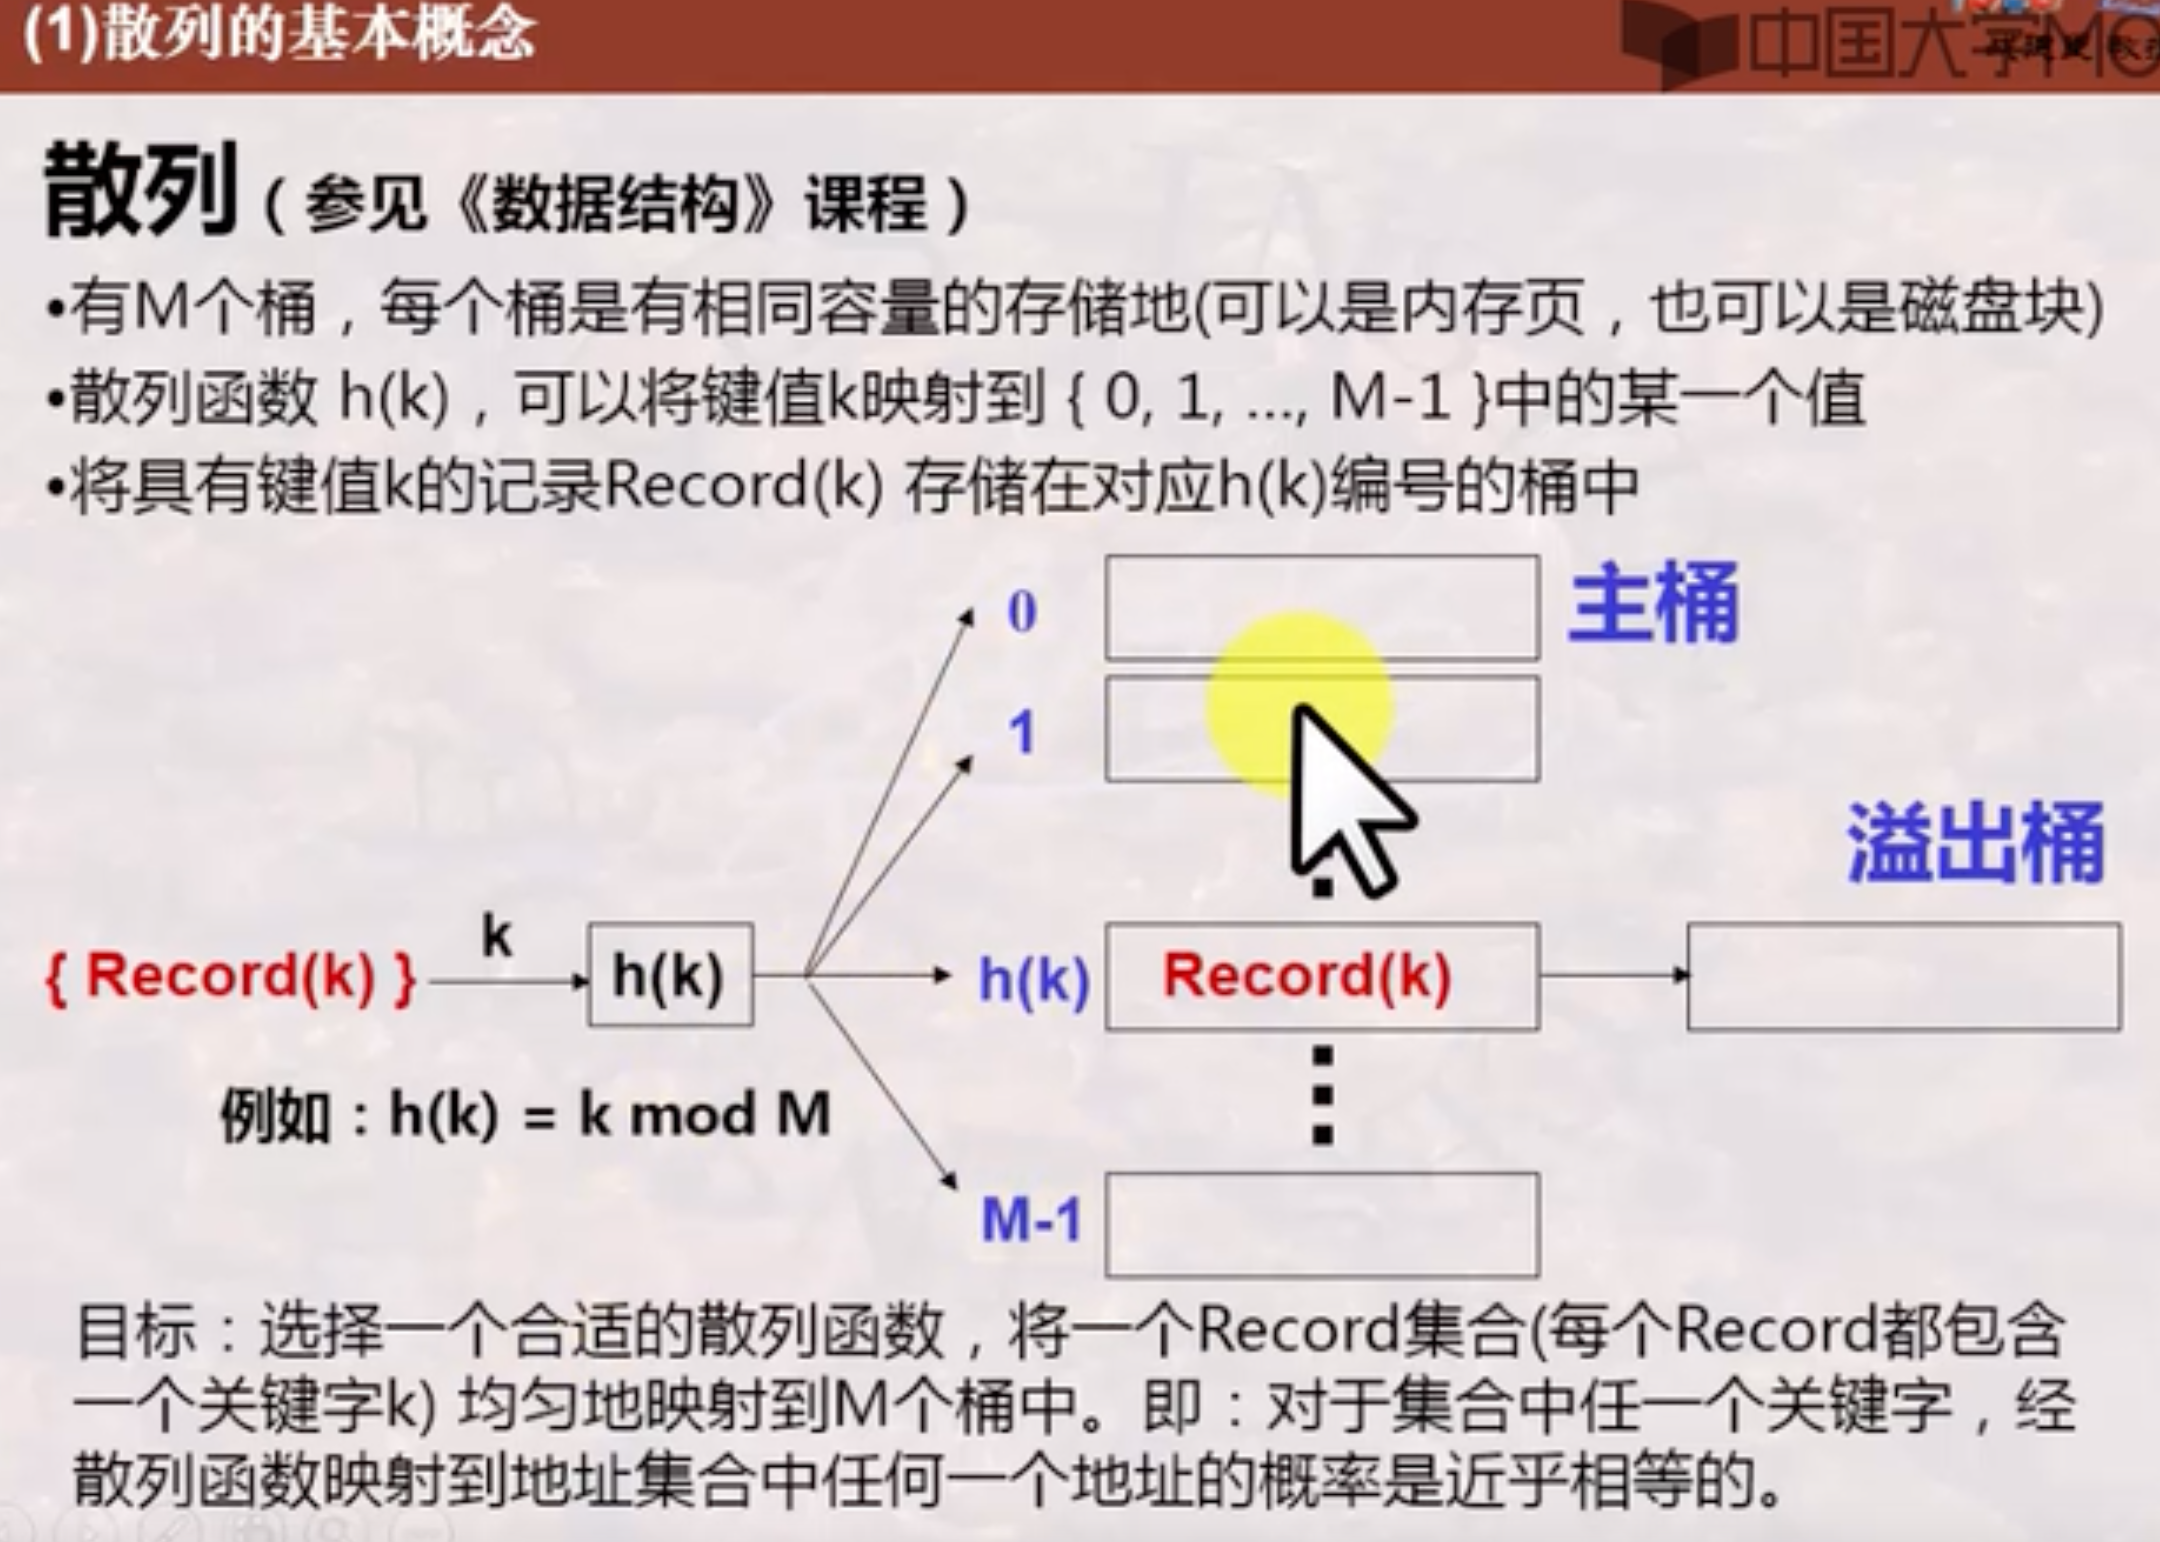 (1)散列的基本概念
中国大学MO
散列（参见《数据结构》课程）
•有M个桶，每个桶是有相同容量的存储地(可以是内存页，也可以是磁盘块)
•散列函数 h(k)，可以将键值k映射到 { 0, 1, ..., M-1 }中的某一个值
•将具有键值k的记录Record(k) 存储在对应h(k)编号的桶中
0
主桶
1
溢出桶
{ Record(k) }
k
h(k)
h(k)
Record(k)
例如：h(k) = k mod M
M-1
目标：选择一个合适的散列函数，将一个Record集合(每个Record都包含
一个关键字k) 均匀地映射到M个桶中。即：对于集合中任一个关键字，经
散列函数映射到地址集合中任何一个地址的概率是近乎相等的。